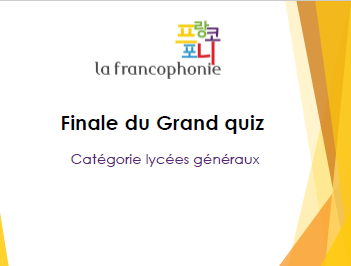 프랑코
포니
la francophonie
Finale du Grand quiz
Catégorie lycées généraux